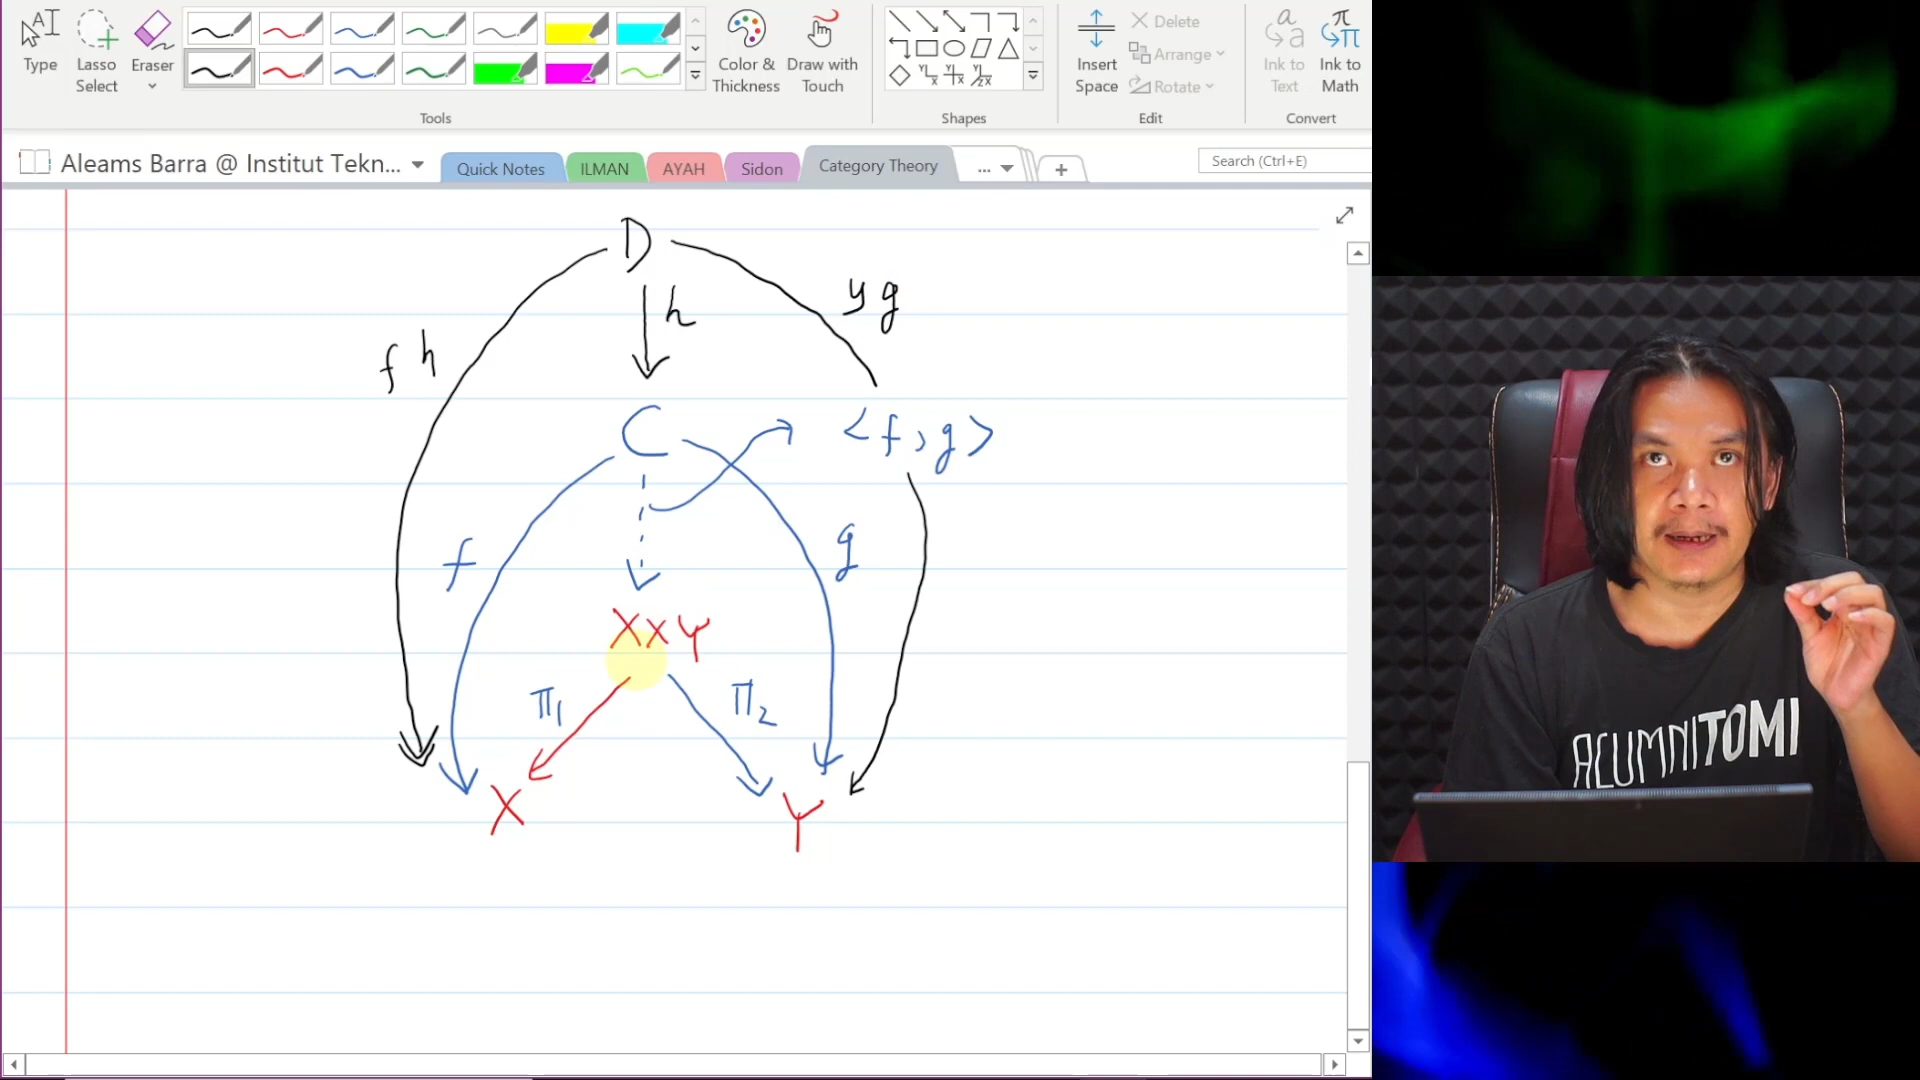 Type
Lasso Select
Eraser
Color & Thickness
Draw with Touch
Insert Space
Delete
Arrange
Rotate
Ink to Text
Ink to Math
Tools
Shapes
Edit
Convert
Aleams Barra @ Institut Tekn...
Quick Notes
ILMAN
AYAH
Sidon
Category Theory
...
Search (Ctrl+E)
D
h
y g
f h
C
<f,g>
f
g
X x Y
π1
π2
X
Y
ACUMNITOMI